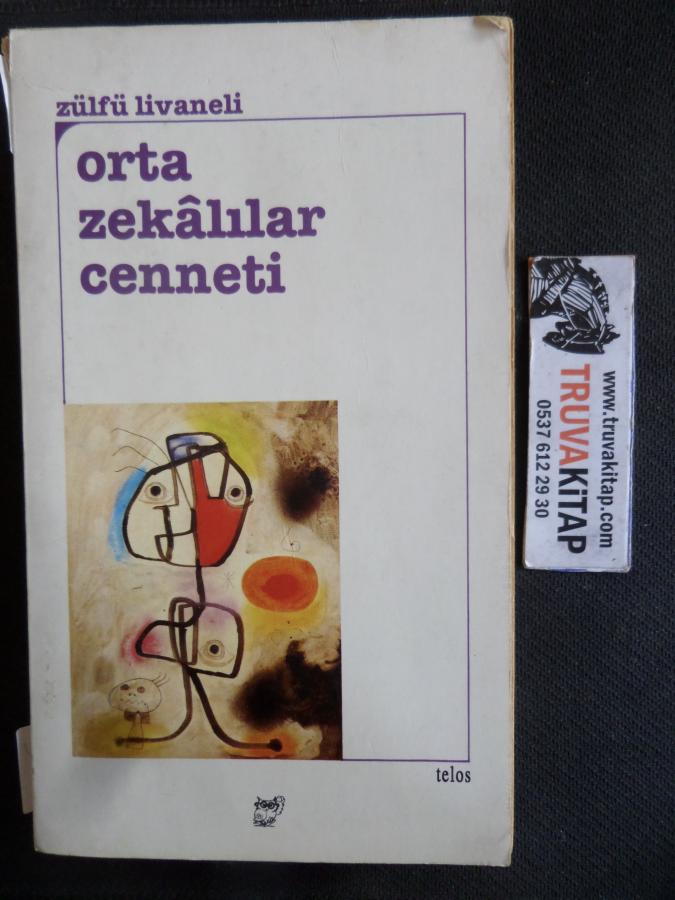 zülfü livaneli
orta
zekâlılar
cenneti
telos
www.truvakitap.com
TRUVAKiTAP
0537 612 29 30